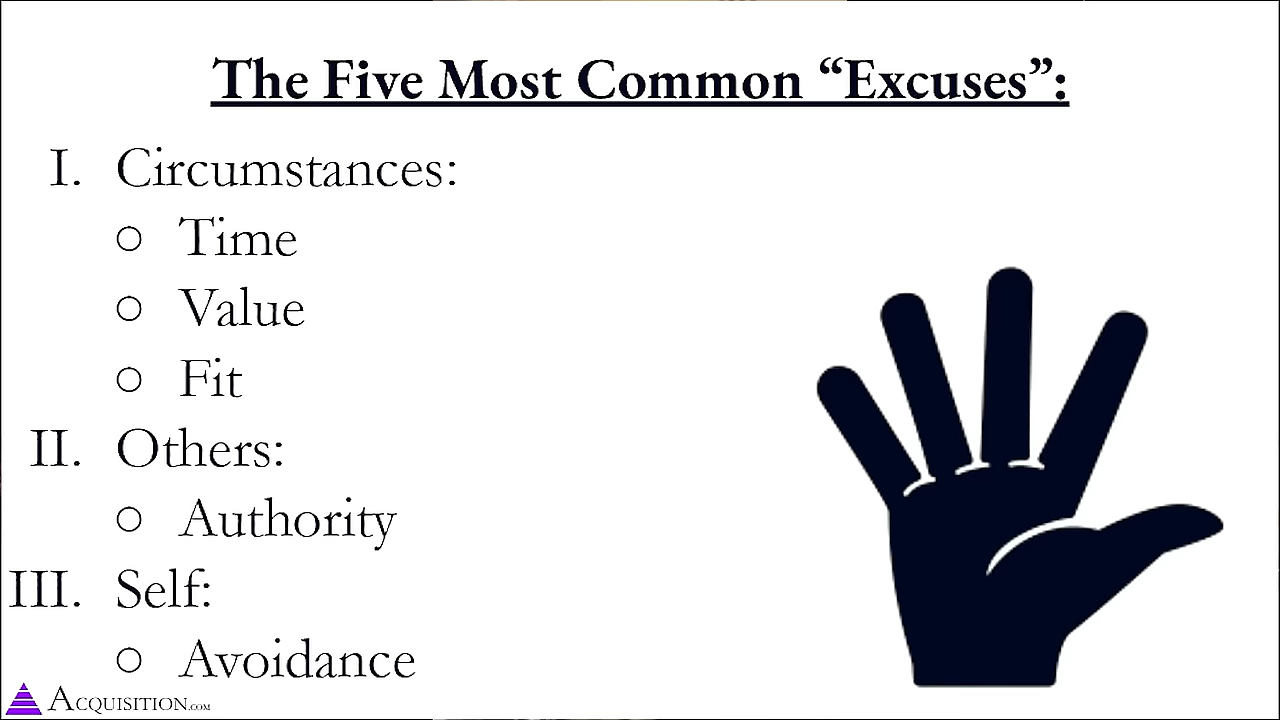 The Five Most Common “Excuses”:
I. Circumstances:
○ Time
○ Value
○ Fit
II. Others:
○ Authority
III. Self:
○ Avoidance
ACQUISITION.COM